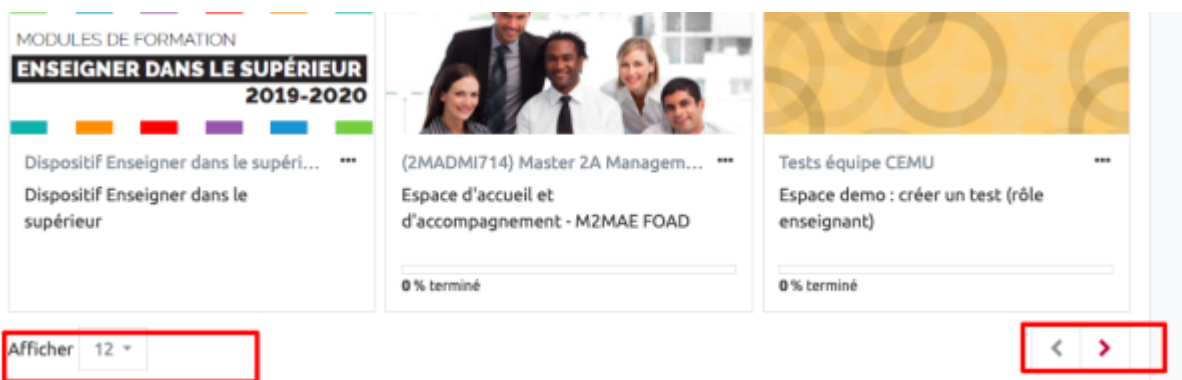 MODULES DE FORMATION
ENSEIGNER DANS LE SUPÉRIEUR
2019-2020
Dispositif Enseigner dans le supéri... ···
Dispositif Enseigner dans le
supérieur
(2MADMI714) Master 2A Managem... ···
Espace d'accueil et
d'accompagnement - M2MAE FOAD
0 % terminé
Tests équipe CEMU ···
Espace demo : créer un test (rôle
enseignant)
0 % terminé
Afficher 12